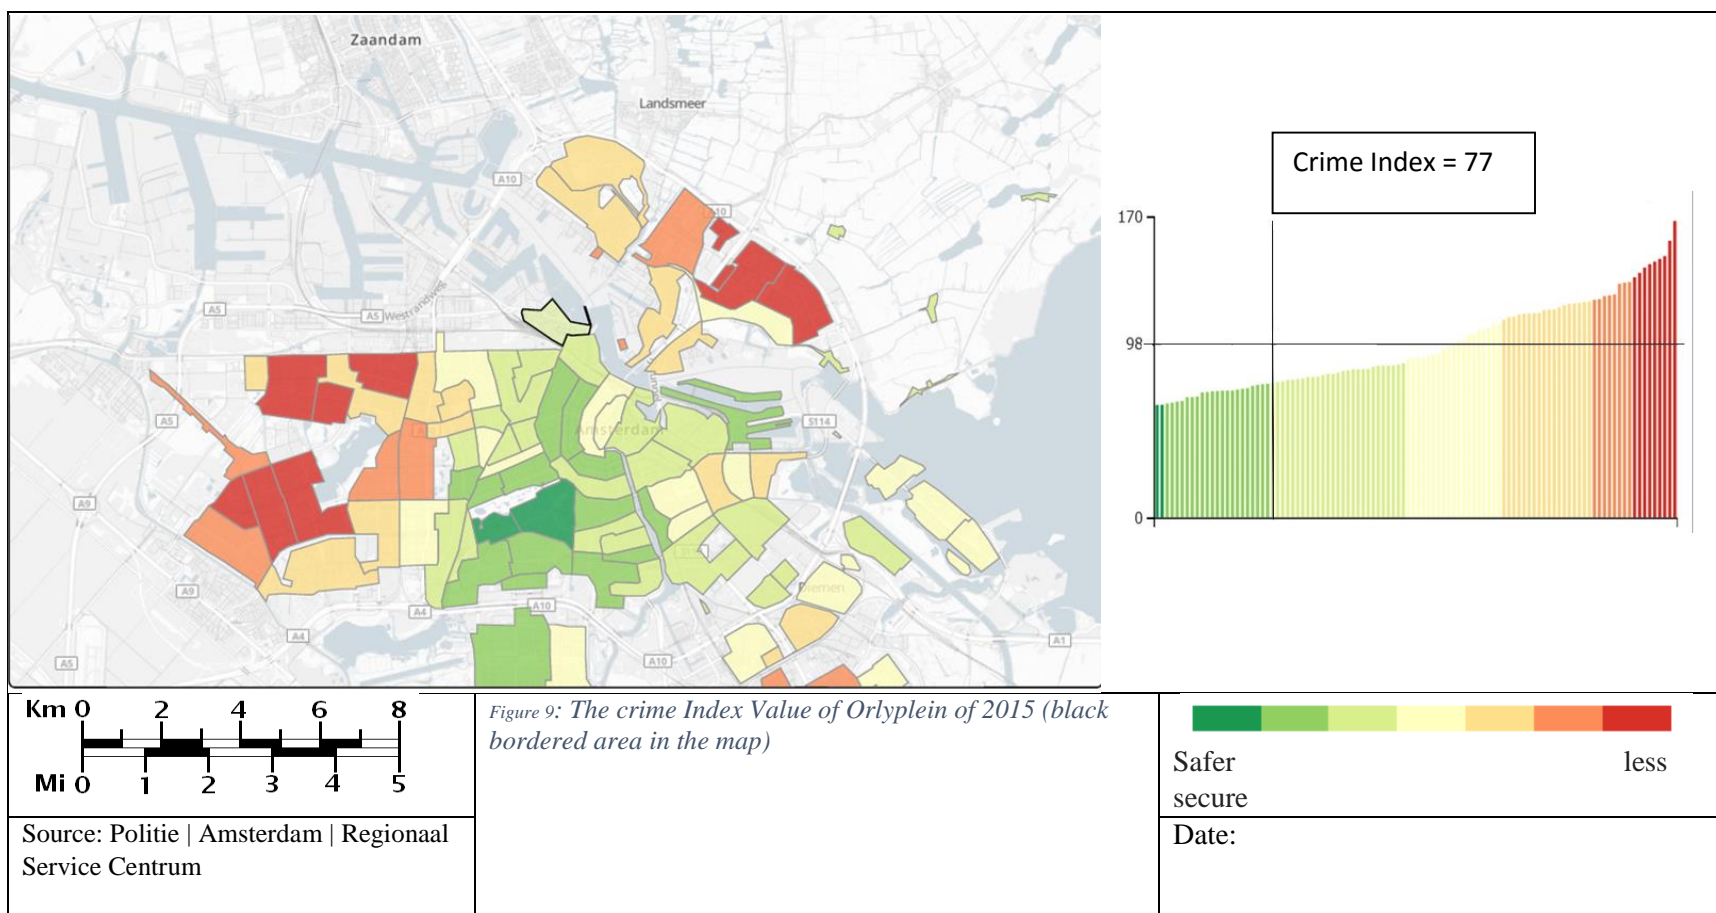 Zaandam
Landsmeer
A10
A10
A5
A5
Westrandweg
Amsterdam
S114
A5
A9
A9
A4
A4
A10
A10
Diemen
A5
A1
Crime Index = 77
170
98
0
Km 0 2 4 6 8
Mi 0 1 2 3 4 5
Figure 9: The crime Index Value of Orlyplein of 2015 (black
bordered area in the map)
Safer less
secure
Source: Politie | Amsterdam | Regionaal
Service Centrum
Date: